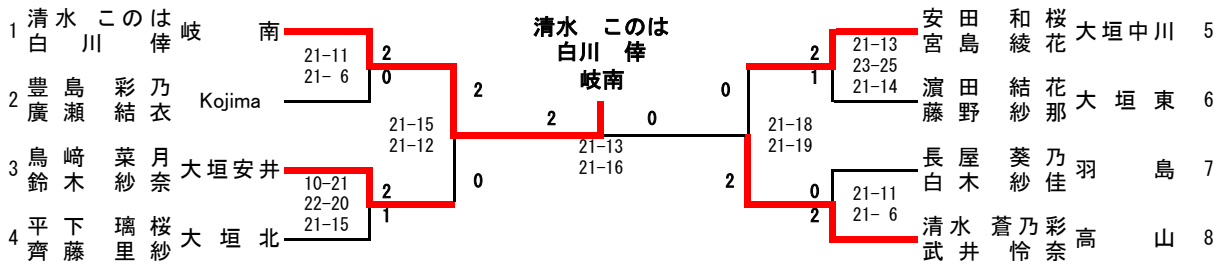 清水 このは
1 岐 南
白 川 倖
21-11
21- 6
2
0
豊 島 彩 乃
2 Kojima
廣 瀬 結 衣
21-15
21-12
2
0
鳥 﨑 菜 月
3 大垣安井
鈴 木 紗 奈
10-21
22-20
21-15
2
1
平 下 璃 桜
4 大 垣 北
齊 藤 里 紗
清水 このは
白川 倖
岐南
2 0
21-13
21-16
安 田 和 桜
大垣中川 5
宮 島 綾 花
2
1
21-13
23-25
21-14
濵 田 結 花
大 垣 東 6
藤 野 紗 那
0
2
21-18
21-19
長 屋 葵 乃
羽 島 7
白 木 紗 佳
0
2
21-11
21- 6
清水 蒼乃彩
高 山 8
武 井 怜 奈